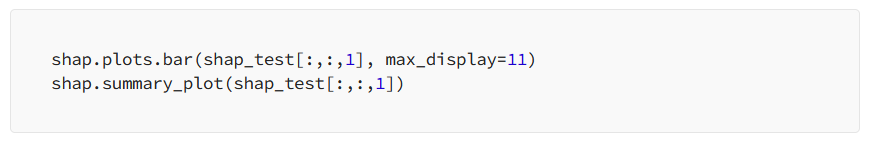 shap.plots.bar(shap_test[:,:,1], max_display=11)
shap.summary_plot(shap_test[:,:,1])